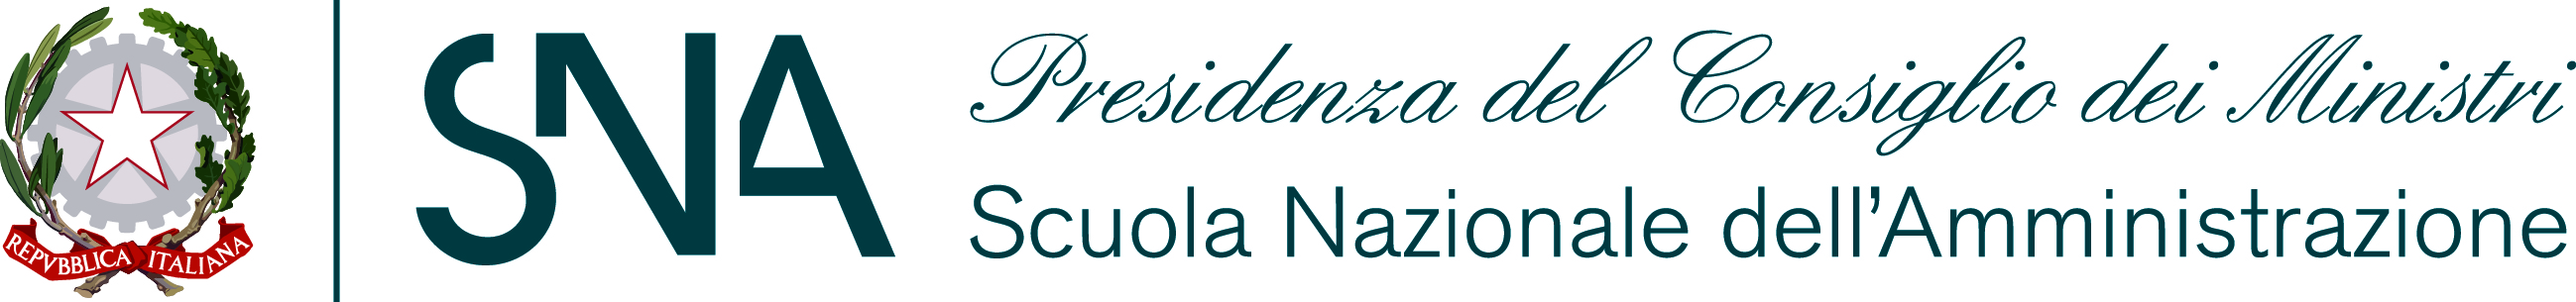 REPVBBLICA ITALIANA
SNA
Presidenza del Consiglio dei Ministri
Scuola Nazionale dell’Amministrazione